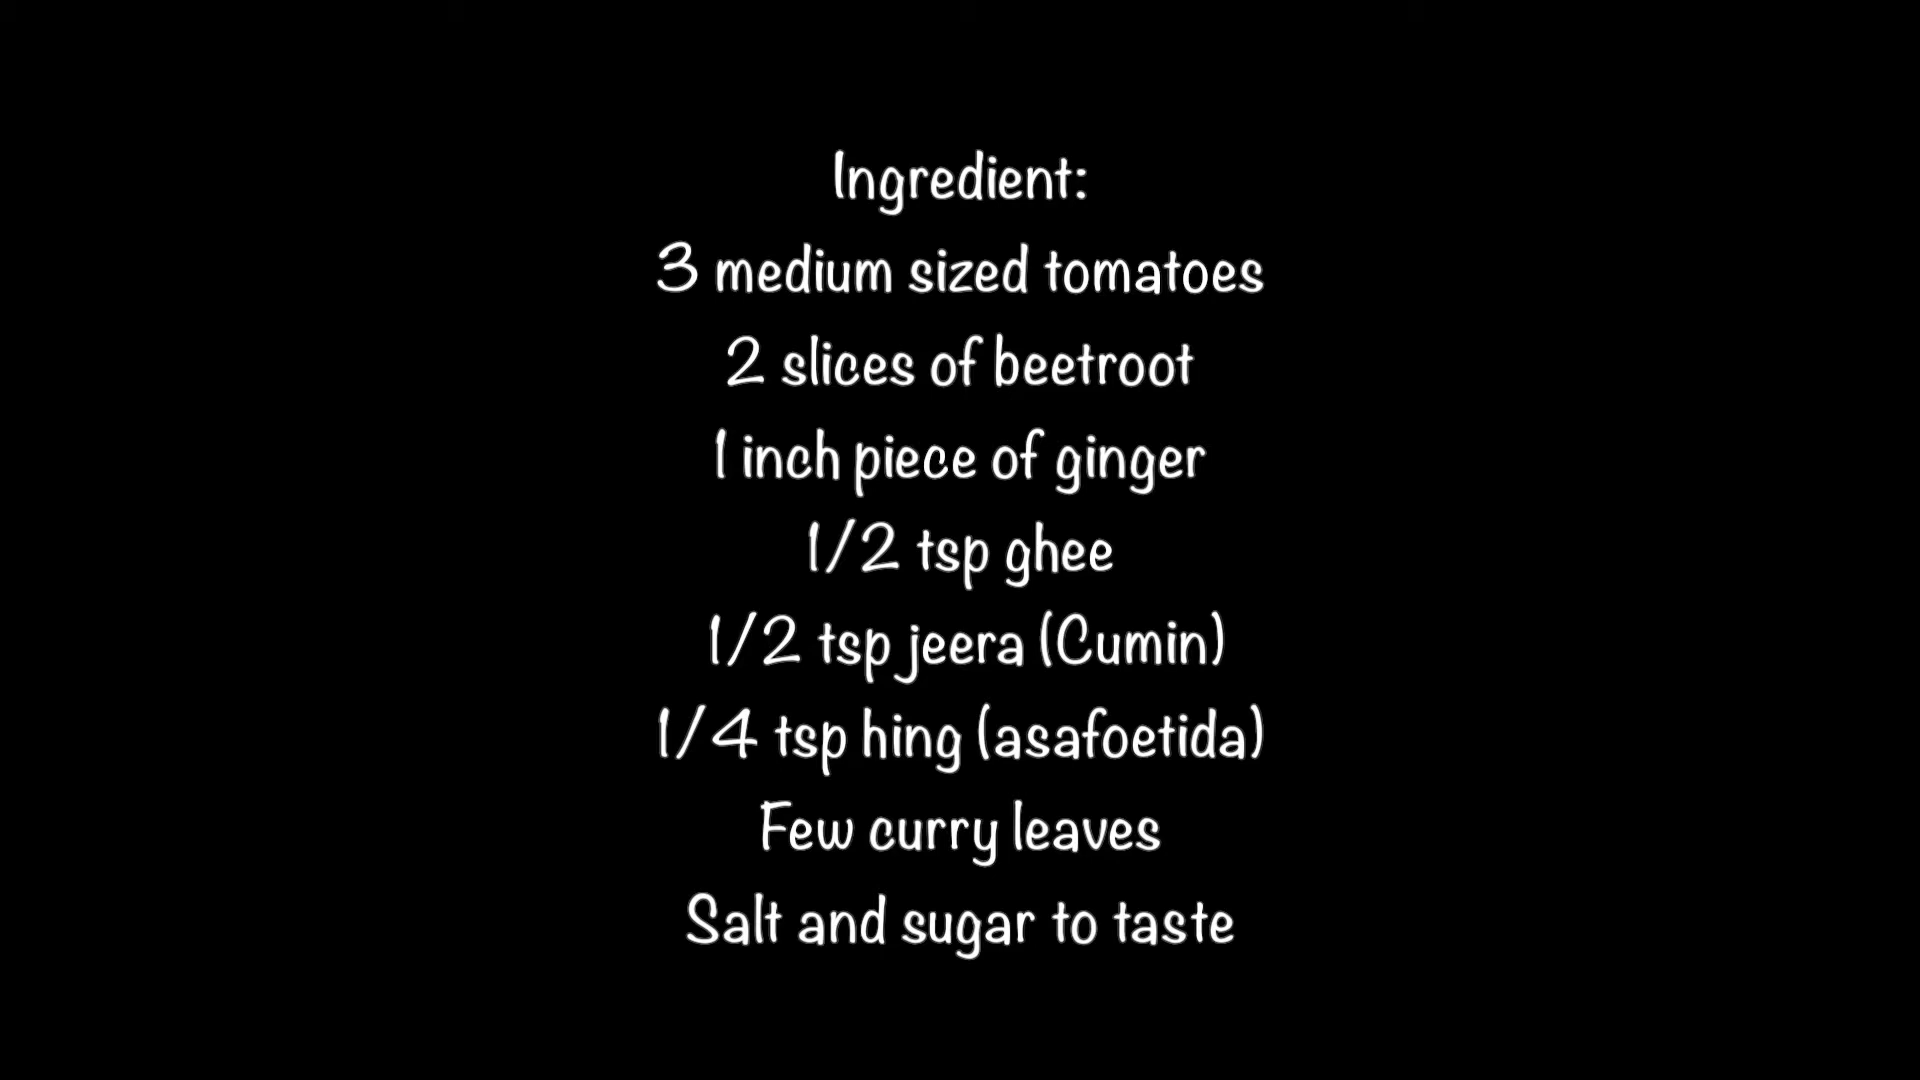 Ingredient:
3 medium sized tomatoes
2 slices of beetroot
1 inch piece of ginger
1/2 tsp ghee
1/2 tsp jeera (Cumin)
1/4 tsp hing (asafoetida)
Few curry leaves
Salt and sugar to taste